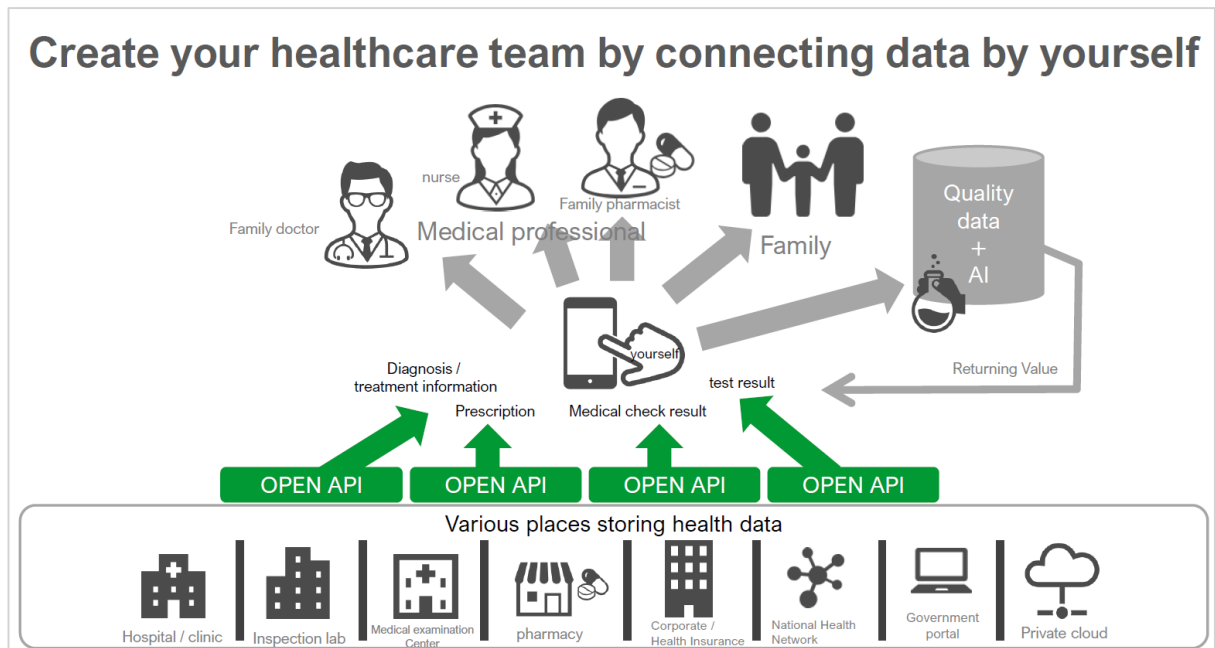 Create your healthcare team by connecting data by yourself
nurse
Family pharmacist
Family doctor
Medical professional
Family
Quality
data
+
AI
yourself
Diagnosis /
treatment information
test result
Returning Value
Prescription
Medical check result
OPEN API
OPEN API
OPEN API
OPEN API
Various places storing health data
Hospital / clinic
Inspection lab
Medical examination
Center
pharmacy
Corporate /
Health Insurance
National Health
Network
Government
portal
Private cloud